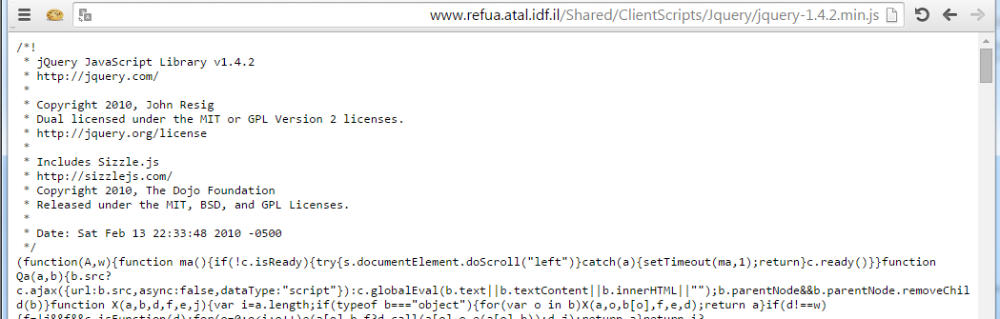 www.refua.atal.idf.il/Shared/ClientScripts/Jquery/jquery-1.4.2.min.js
/*!
 * jQuery JavaScript Library v1.4.2
 * http://jquery.com/
 *
 * Copyright 2010, John Resig
 * Dual licensed under the MIT or GPL Version 2 licenses.
 * http://jquery.org/license
 *
 * Includes Sizzle.js
 * http://sizzlejs.com/
 * Copyright 2010, The Dojo Foundation
 * Released under the MIT, BSD, and GPL Licenses.
 *
 * Date: Sat Feb 13 22:33:48 2010 -0500
 */
(function(A,w){function ma(){if(!c.isReady){try{s.documentElement.doScroll("left")}catch(a){setTimeout(ma,1);return}c.ready()}}function
Qa(a,b){b.src?
c.ajax({url:b.src,async:false,dataType:"script"}):c.globalEval(b.text||b.textContent||b.innerHTML||"");b.parentNode&&b.parentNode.removeChil
d(b)}function X(a,b,d,f,e,j){var i=a.length;if(typeof b==="object"){for(var o in b)X(a,o,b[o],f,e,d);return a}if(d!==w)